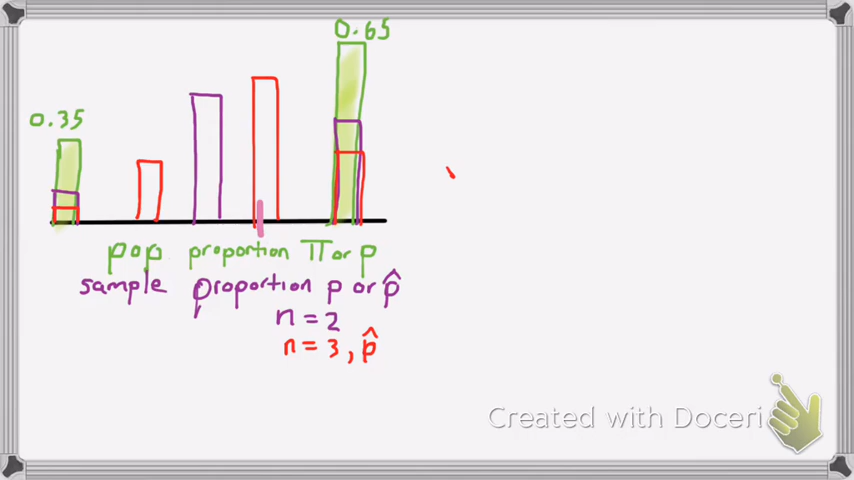 0.65
0.35
pop proportion π or p
sample proportion p or p̂
n = 2
n = 3, p̂
Created with Doceri